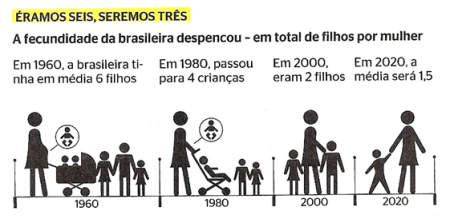 ÉRAMOS SEIS, SEREMOS TRÊS
A fecundidade da brasileira despencou – em total de filhos por mulher
Em 1960, a brasileira ti-
nha em média 6 filhos
Em 1980, passou
para 4 crianças
Em 2000,
eram 2 filhos
Em 2020, a
média será 1,5
1960
1980
2000
2020